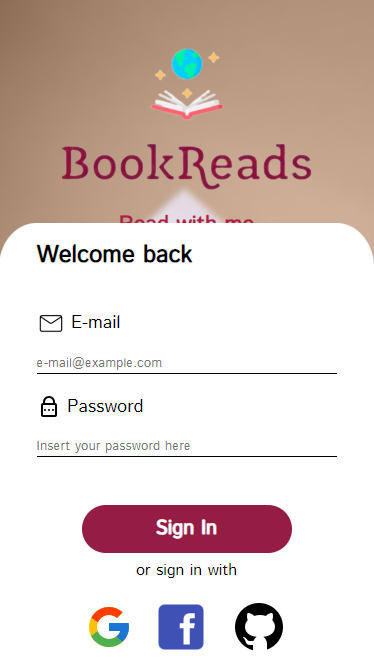 BookReads
Read with me
Welcome back
E-mail
e-mail@example.com
Password
Insert your password here
Sign In
or sign in with